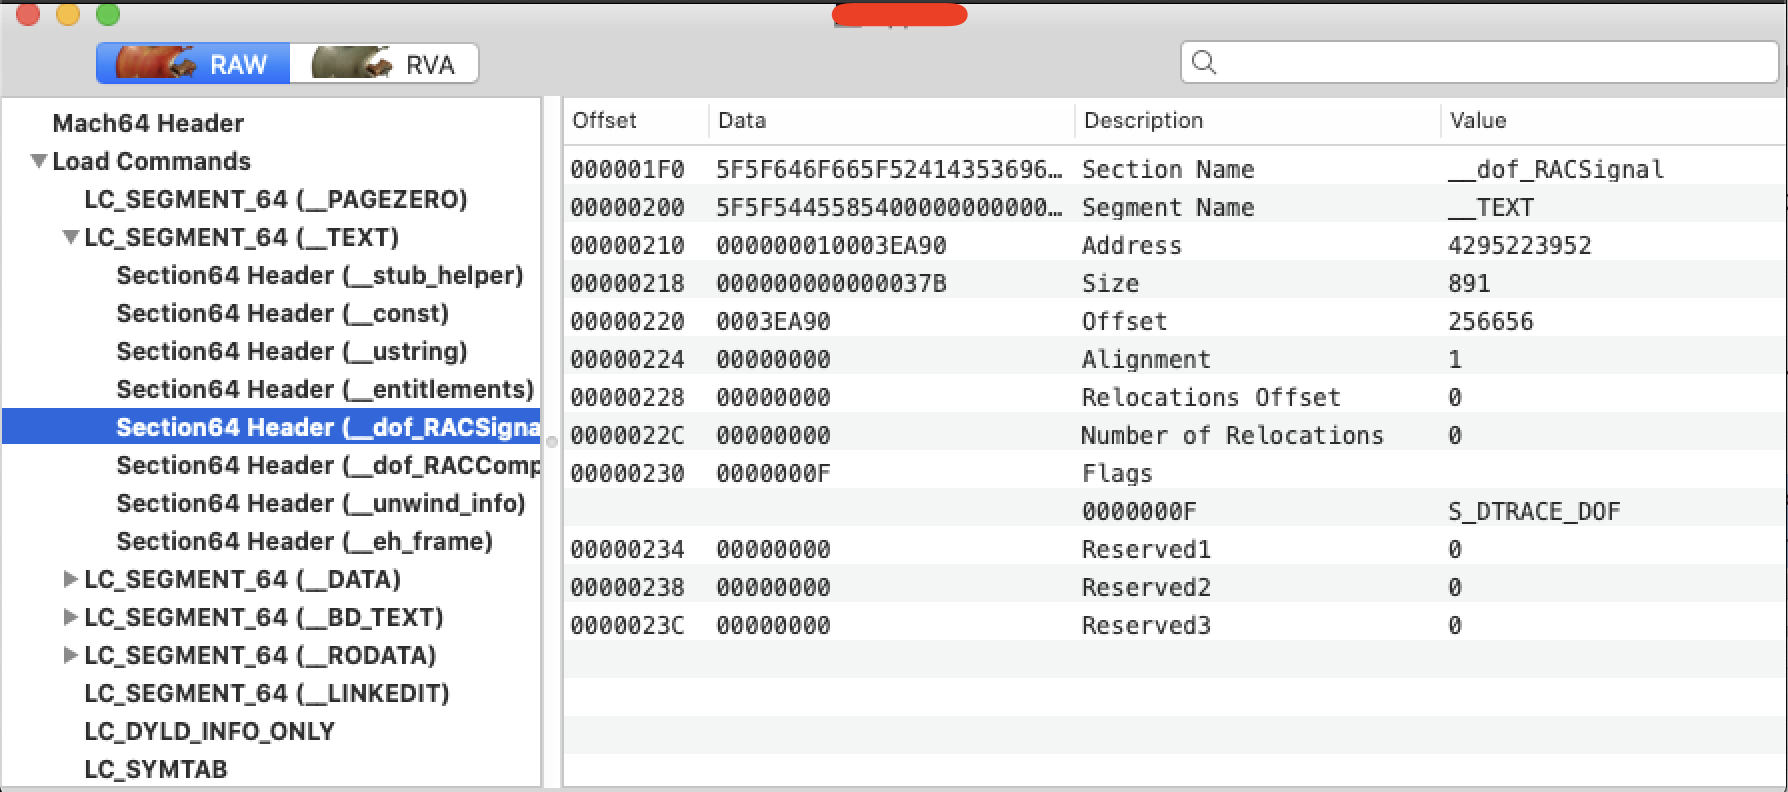 RAW RVA
Mach64 Header
Load Commands
LC_SEGMENT_64 (__PAGEZERO)
LC_SEGMENT_64 (__TEXT)
Section64 Header (__stub_helper)
Section64 Header (__const)
Section64 Header (__ustring)
Section64 Header (__entitlements)
Section64 Header (__dof_RACSigna
Section64 Header (__dof_RACComp
Section64 Header (__unwind_info)
Section64 Header (__eh_frame)
LC_SEGMENT_64 (__DATA)
LC_SEGMENT_64 (__BD_TEXT)
LC_SEGMENT_64 (__RODATA)
LC_SEGMENT_64 (__LINKEDIT)
LC_DYLD_INFO_ONLY
LC_SYMTAB
Offset Data Description Value
000001F0 5F5F646F665F52414353696… Section Name __dof_RACSignal
00000200 5F5F5445585400000000000… Segment Name __TEXT
00000210 000000010003EA90 Address 4295223952
00000218 000000000000037B Size 891
00000220 0003EA90 Offset 256656
00000224 00000000 Alignment 1
00000228 00000000 Relocations Offset 0
0000022C 00000000 Number of Relocations 0
00000230 0000000F Flags
0000000F S_DTRACE_DOF
00000234 00000000 Reserved1 0
00000238 00000000 Reserved2 0
0000023C 00000000 Reserved3 0